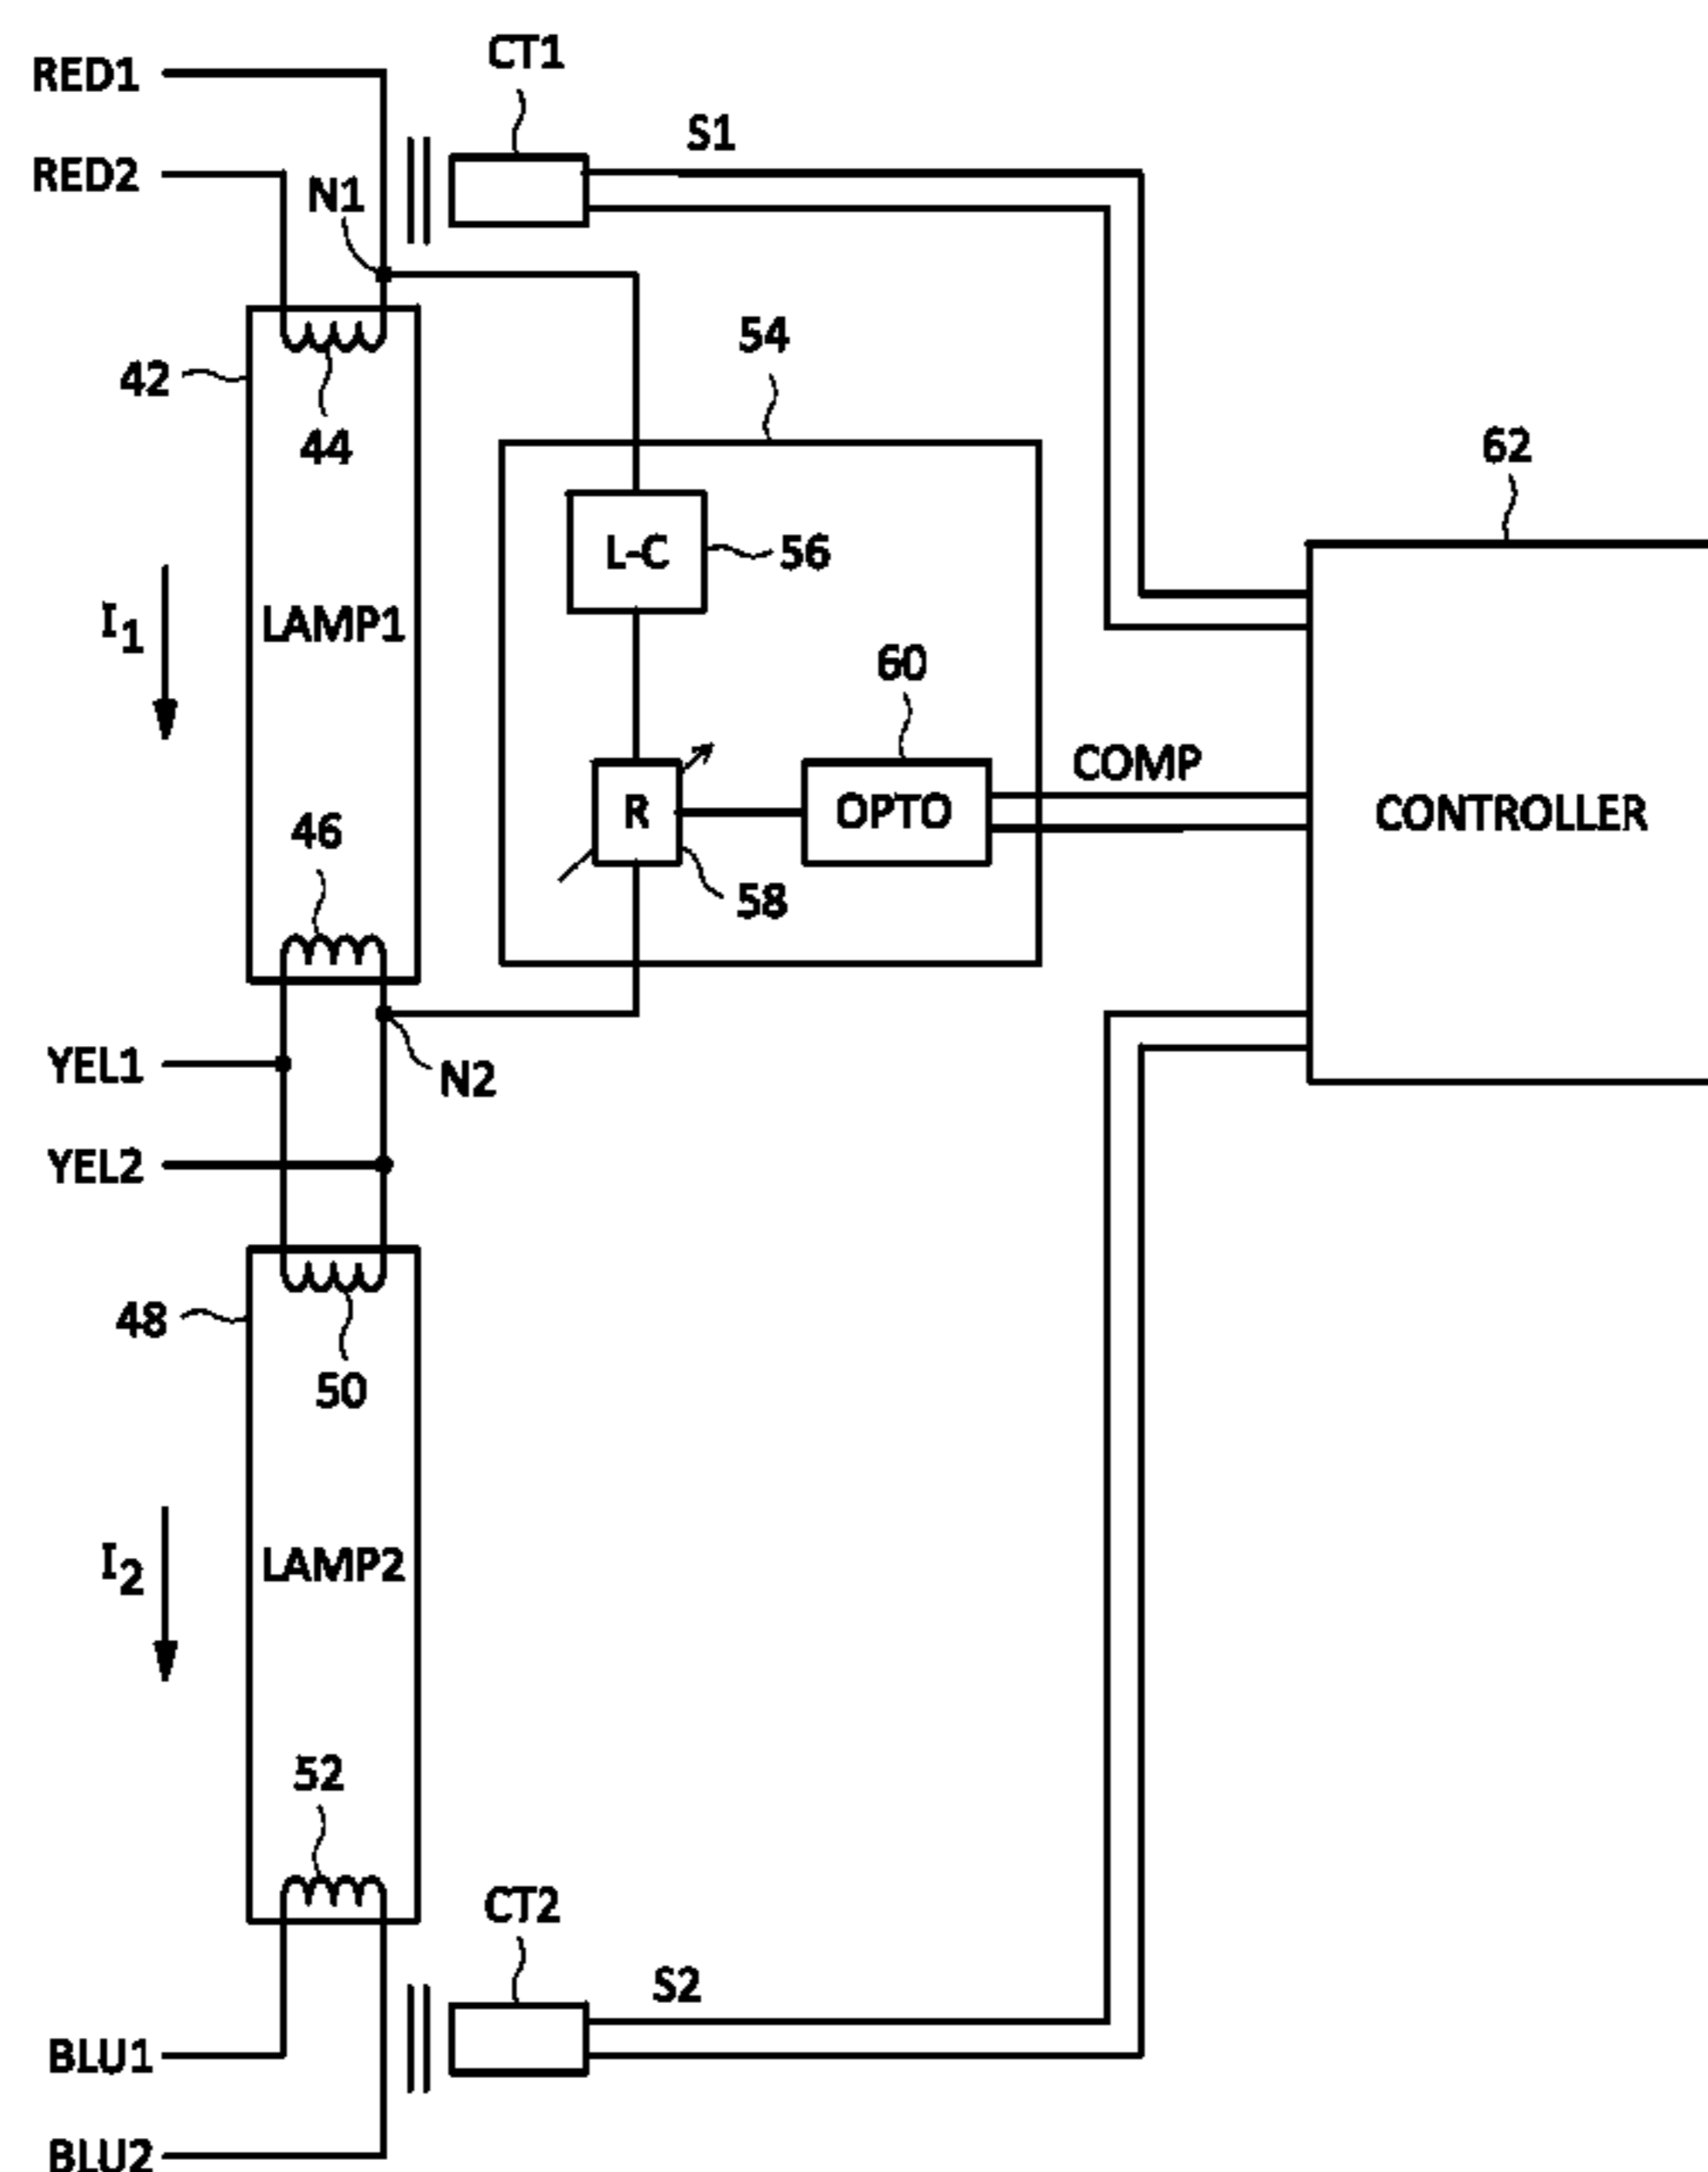 CT1
RED1
S1
RED2
N1
54
42
44
62
L-C
56
I1
LAMP1
60
COMP
R
OPTO
CONTROLLER
46
58
YEL1
N2
YEL2
48
50
I2
LAMP2
52
CT2
S2
BLU1
BLU2